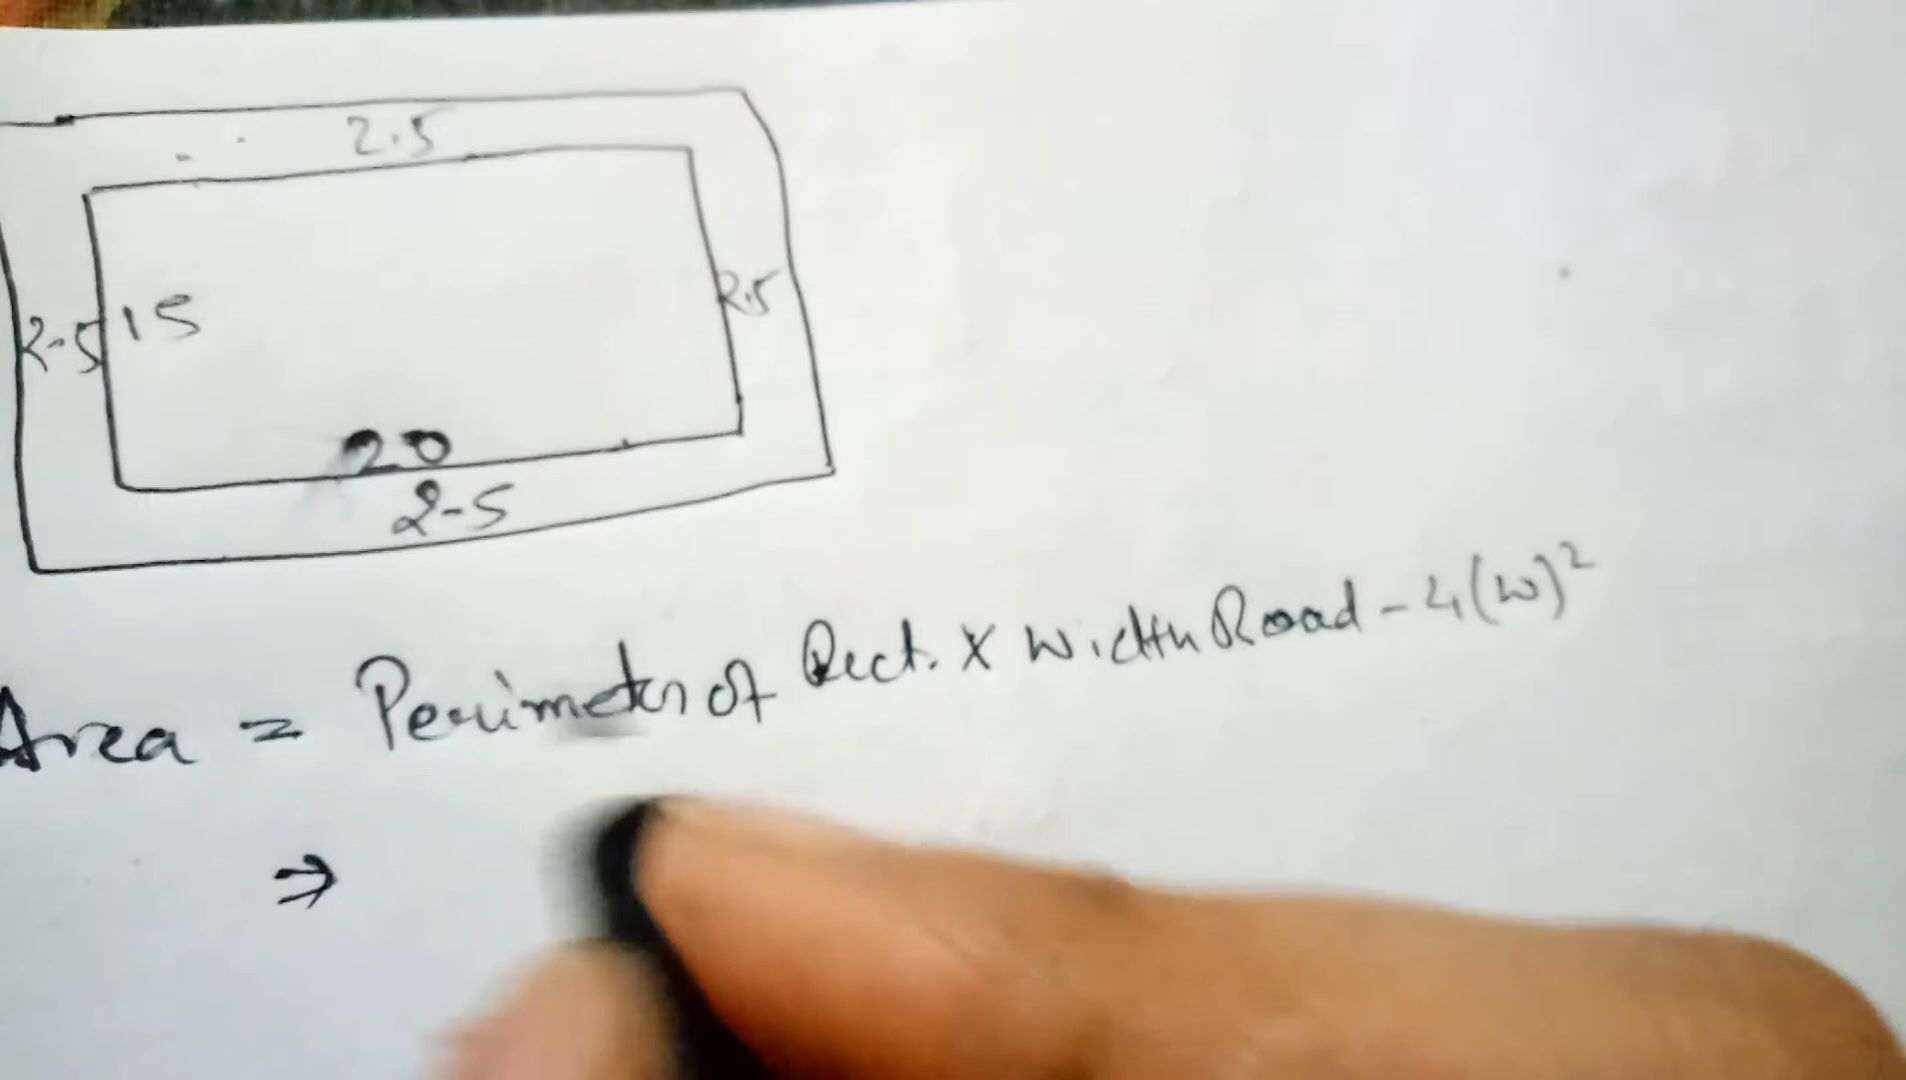 2.5
2-5 15 2.5
20
2-5
Area = Perimeter of Rect. x Width Road - 4(w)²
⇒